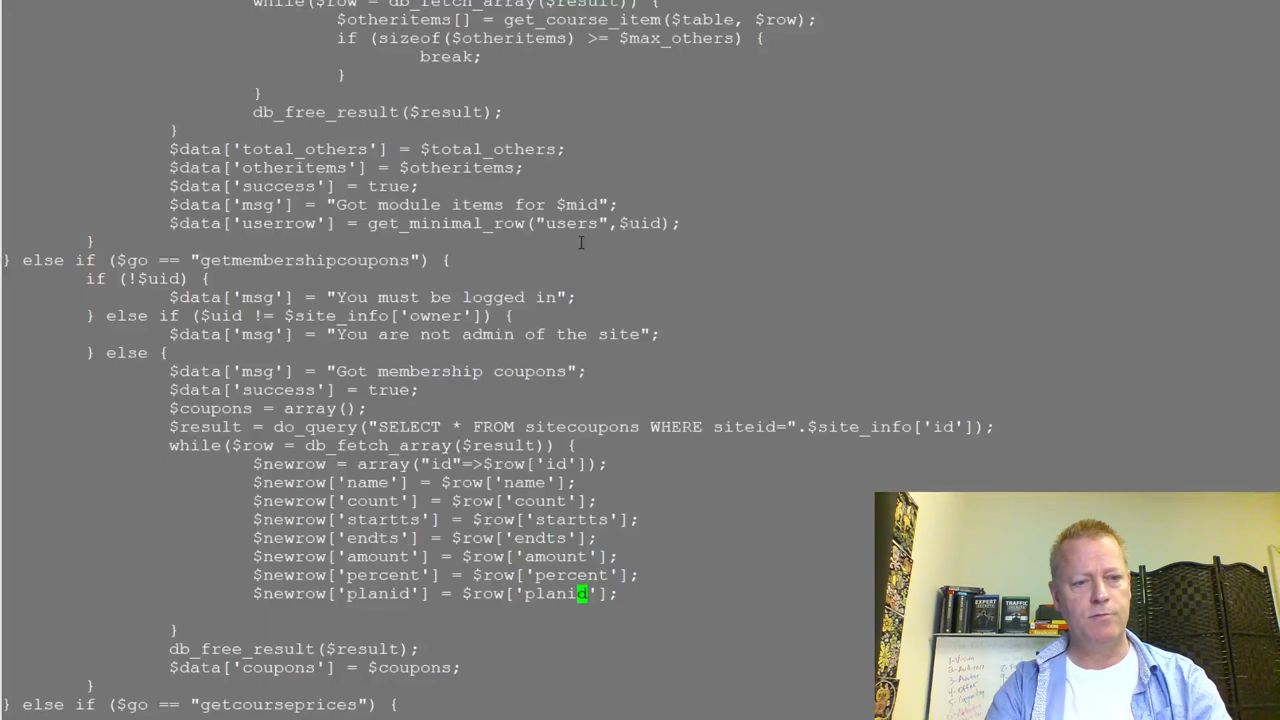 while($row = db_fetch_array($result)) {
$otheritems[] = get_course_item($table, $row);
if (sizeof($otheritems) >= $max_others) {
break;
}
}
db_free_result($result);
}
$data['total_others'] = $total_others;
$data['otheritems'] = $otheritems;
$data['success'] = true;
$data['msg'] = "Got module items for $mid";
$data['userrow'] = get_minimal_row("users",$uid);
}
} else if ($go == "getmembershipcoupons") {
if (!$uid) {
$data['msg'] = "You must be logged in";
} else if ($uid != $site_info['owner']) {
$data['msg'] = "You are not admin of the site";
} else {
$data['msg'] = "Got membership coupons";
$data['success'] = true;
$coupons = array();
$result = do_query("SELECT * FROM sitecoupons WHERE siteid=".$site_info['id']);
while($row = db_fetch_array($result)) {
$newrow = array("id"=>$row['id']);
$newrow['name'] = $row['name'];
$newrow['count'] = $row['count'];
$newrow['startts'] = $row['startts'];
$newrow['endts'] = $row['endts'];
$newrow['amount'] = $row['amount'];
$newrow['percent'] = $row['percent'];
$newrow['planid'] = $row['planid'];
}
db_free_result($result);
$data['coupons'] = $coupons;
}
} else if ($go == "getcourseprices") {
EXPERT
SECRETS
TRAFFIC
SECRETS